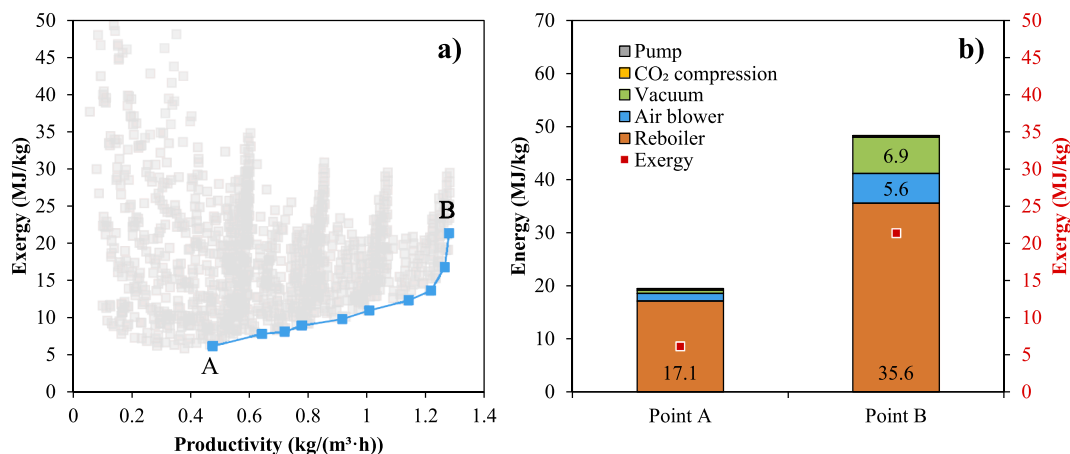 a)
50
45
40
35
30
25
20
15
10
5
0
Exergy (MJ/kg)
A
B
0
0.2
0.4
0.6
0.8
1
1.2
1.4
Productivity (kg/(m³·h))
b)
70
60
50
40
30
20
10
0
Energy (MJ/kg)
Pump
CO₂ compression
Vacuum
Air blower
Reboiler
Exergy
17.1
6.9
5.6
35.6
Point A
Point B
50
45
40
35
30
25
20
15
10
5
0
Exergy (MJ/kg)